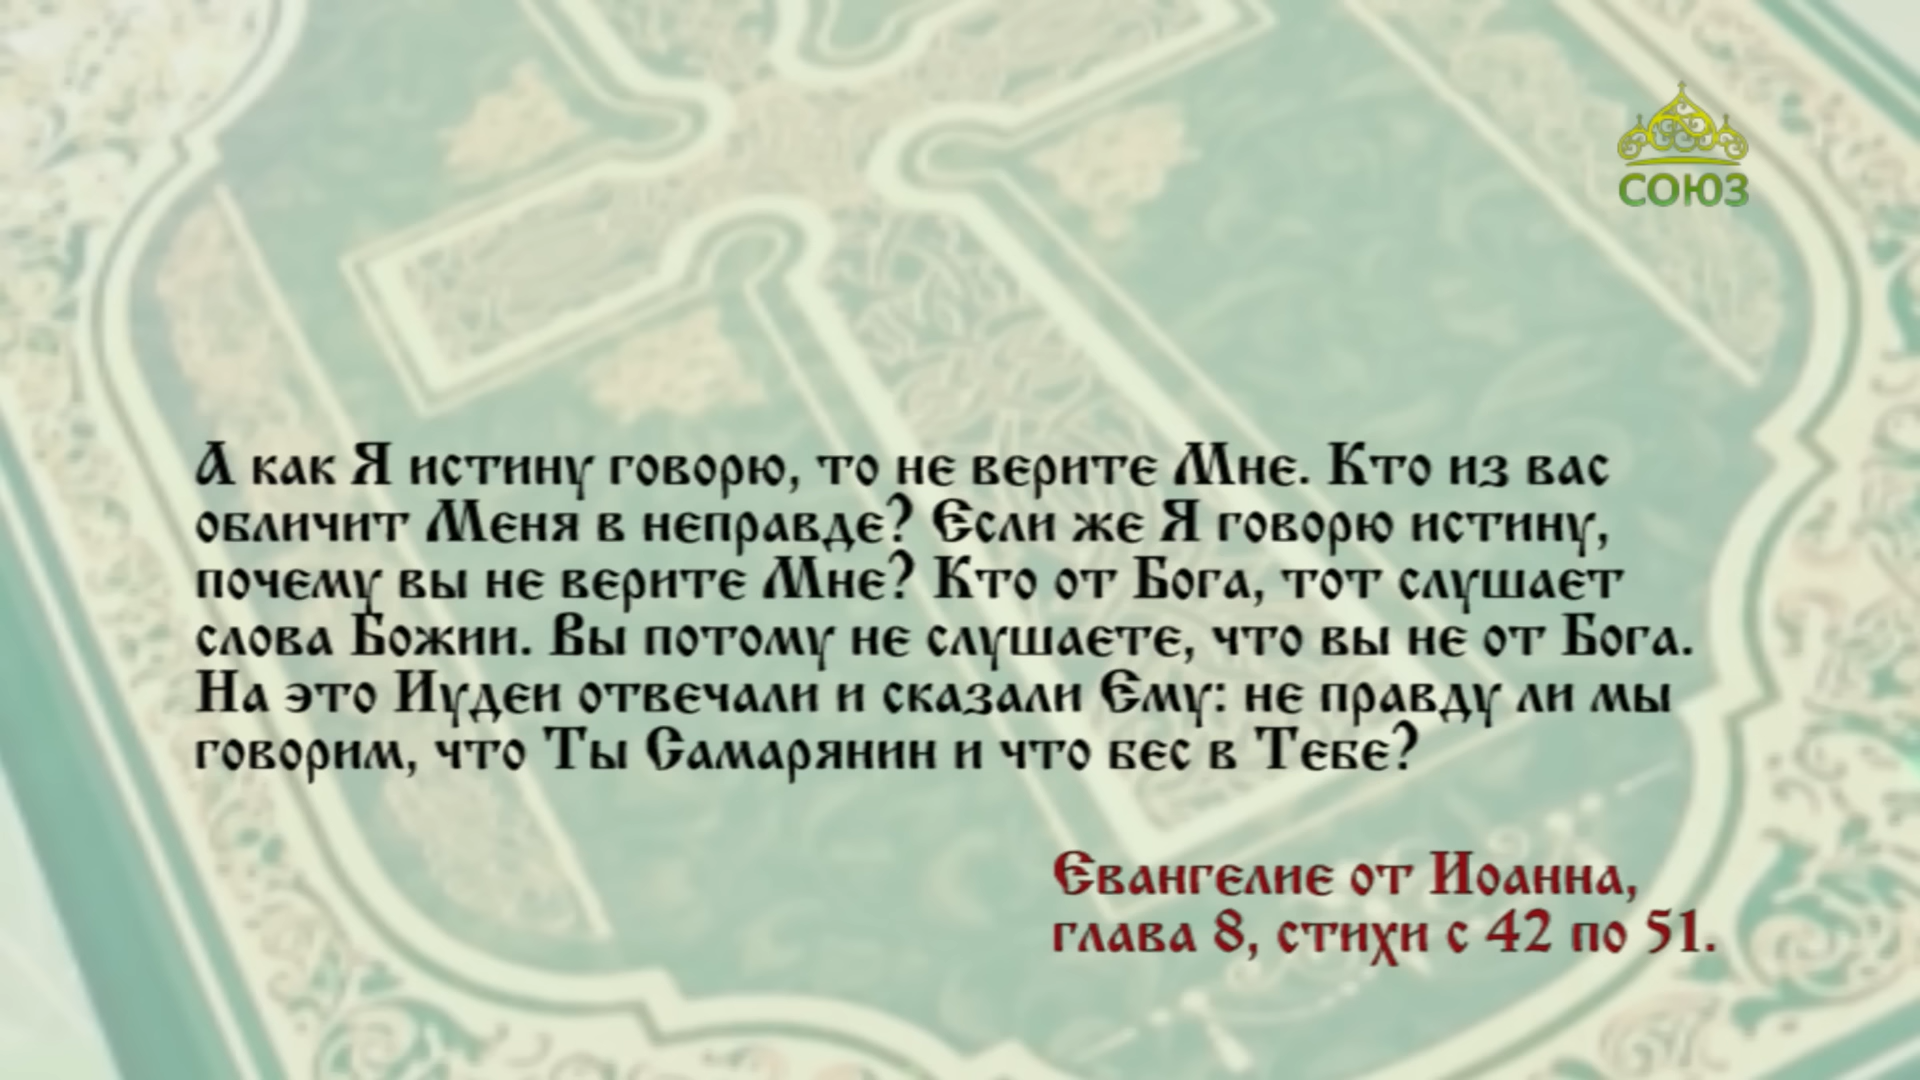 СОЮЗ
А как Я истину говорю, то не верите Мне. Кто из вас
обличит Меня в неправде? Если же Я говорю истину,
почему вы не верите Мне? Кто от Бога, тот слушает
слова Божии. Вы потому не слушаете, что вы не от Бога.
На это Иудеи отвечали и сказали Ему: не правду ли мы
говорим, что Ты Самарянин и что бес в Тебе?
Евангелие от Иоанна,
глава 8, стихи с 42 по 51.